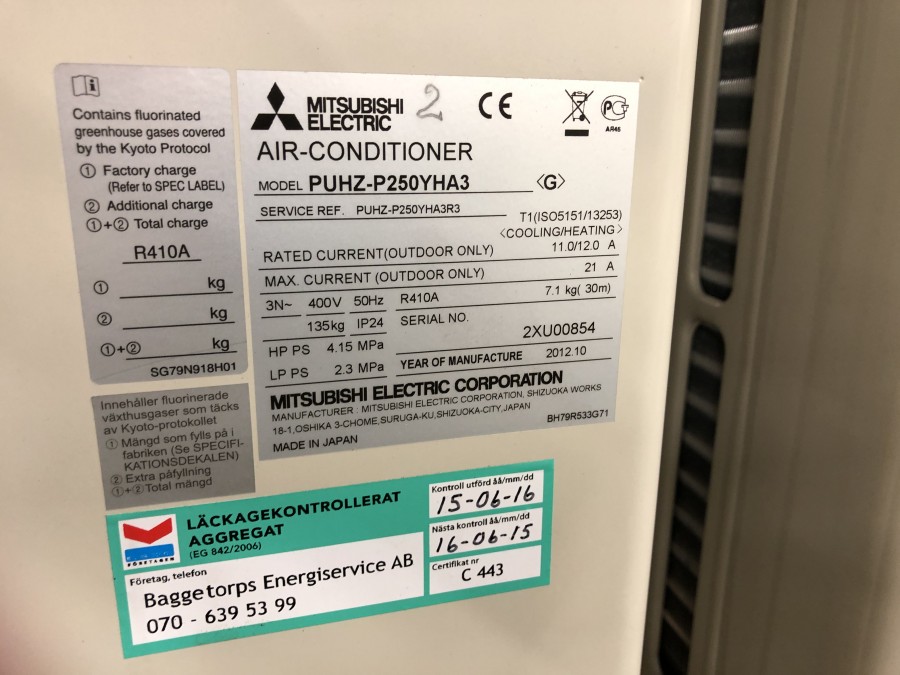 Contains fluorinated
greenhouse gases covered
by the Kyoto Protocol
① Factory charge
(Refer to SPEC LABEL)
② Additional charge
①+② Total charge
R410A
① kg
② kg
①+② kg
SG79N918H01
MITSUBISHI
ELECTRIC
2
CE
PG
AЯ46
AIR-CONDITIONER
MODEL PUHZ-P250YHA3 <G>
SERVICE REF. PUHZ-P250YHA3R3
T1(ISO5151/13253)
<COOLING/HEATING>
RATED CURRENT(OUTDOOR ONLY) 11.0/12.0 A
MAX. CURRENT (OUTDOOR ONLY) 21 A
3N~ 400V 50Hz R410A 7.1 kg( 30m)
135kg IP24 SERIAL NO.
2XU00854
HP PS 4.15 MPa
LP PS 2.3 MPa YEAR OF MANUFACTURE 2012.10
MITSUBISHI ELECTRIC CORPORATION
MANUFACTURER : MITSUBISHI ELECTRIC CORPORATION, SHIZUOKA WORKS
18-1,OSHIKA 3-CHOME,SURUGA-KU,SHIZUOKA-CITY,JAPAN
MADE IN JAPAN BH79R533G71
Innehåller fluorinerade
växthusgaser som täcks
av Kyoto-protokollet
① Mängd som fylls på i
fabriken (Se SPECIFI-
KATIONSDEKALEN)
② Extra påfyllning
①+② Total mängd
LÄCKAGEKONTROLLERAT
AGGREGAT
(EG 842/2006)
FÖRETAGEN
Företag, telefon
Baggetorps Energiservice AB
070 - 639 53 99
Kontroll utförd åå/mm/dd
15-06-16
Nästa kontroll åå/mm/dd
16-06-15
Certifikat nr
C 443